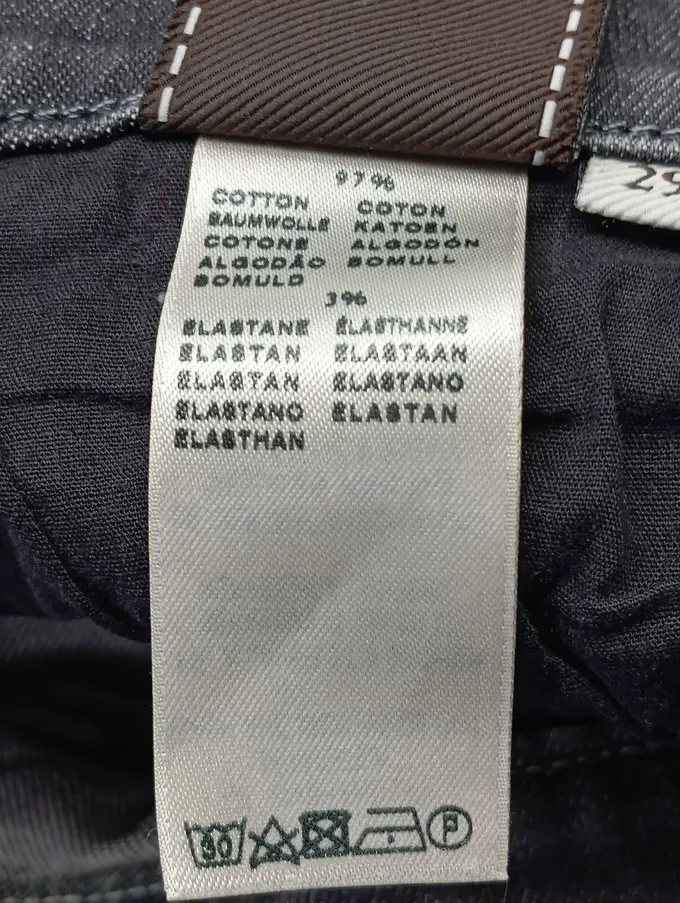 97%
COTTON COTON
BAUMWOLLE KATOEN
COTONE ALGODÓN
ALGODÃO BOMULL
BOMULD
3%
ELASTANE ÉLASTHANNE
ELASTAN ELASTAAN
ELASTAN ELASTANO
ELASTANO ELASTAN
ELASTHAN
29
30
P